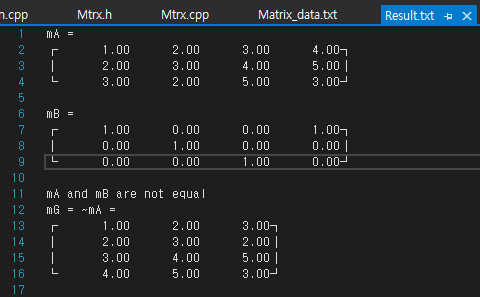 n.cpp Mtrx.h Mtrx.cpp Matrix_data.txt Result.txt
1 mA =
2 ┌ 1.00 2.00 3.00 4.00┐
3 │ 2.00 3.00 4.00 5.00│
4 └ 3.00 2.00 5.00 3.00┘
5
6 mB =
7 ┌ 1.00 0.00 0.00 1.00┐
8 │ 0.00 1.00 0.00 0.00│
9 └ 0.00 0.00 1.00 0.00┘
10
11 mA and mB are not equal
12 mG = ~mA =
13 ┌ 1.00 2.00 3.00┐
14 │ 2.00 3.00 2.00│
15 │ 3.00 4.00 5.00│
16 └ 4.00 5.00 3.00┘
17